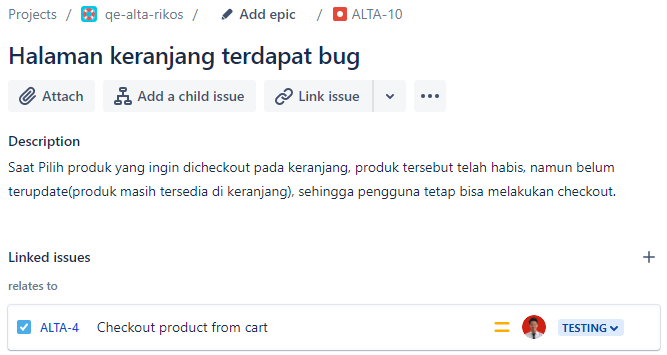 Projects / qe-alta-rikos / Add epic / ALTA-10
Halaman keranjang terdapat bug
Attach Add a child issue Link issue
Description
Saat Pilih produk yang ingin dicheckout pada keranjang, produk tersebut telah habis, namun belum
terupdate(produk masih tersedia di keranjang), sehingga pengguna tetap bisa melakukan checkout.
Linked issues
relates to
ALTA-4 Checkout product from cart TESTING